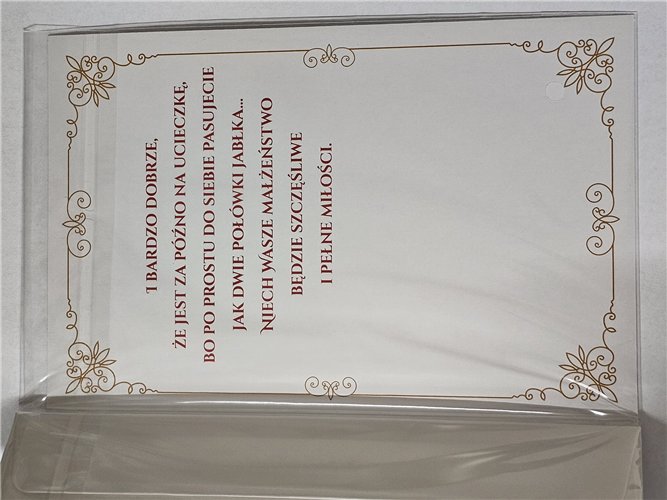 I BARDZO DOBRZE,
ŻE JEST ZA PÓŹNO NA UCIECZKĘ,
BO PO PROSTU DO SIEBIE PASUJECIE
JAK DWIE POŁÓWKI JABŁKA...
NIECH WASZE MAŁŻEŃSTWO
BĘDZIE SZCZĘŚLIWE
I PEŁNE MIŁOŚCI.